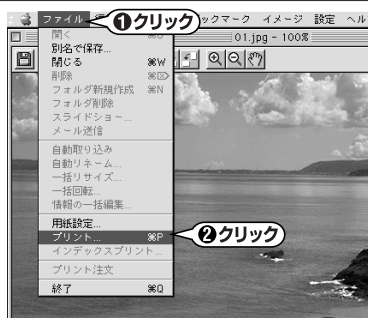 ファイル ❶クリック ックマーク イメージ 設定 ヘル
01.jpg - 100%
開く ⌘O
別名で保存...
閉じる ⌘W
削除 ⌘⌦
フォルダ新規作成 ⌘N
フォルダ削除
スライドショー...
メール送信
自動取り込み
自動リネーム...
一括リサイズ...
一括回転...
情報の一括編集...
用紙設定...
プリント... ⌘P ❷クリック
インデックスプリント...
プリント注文
終了 ⌘Q